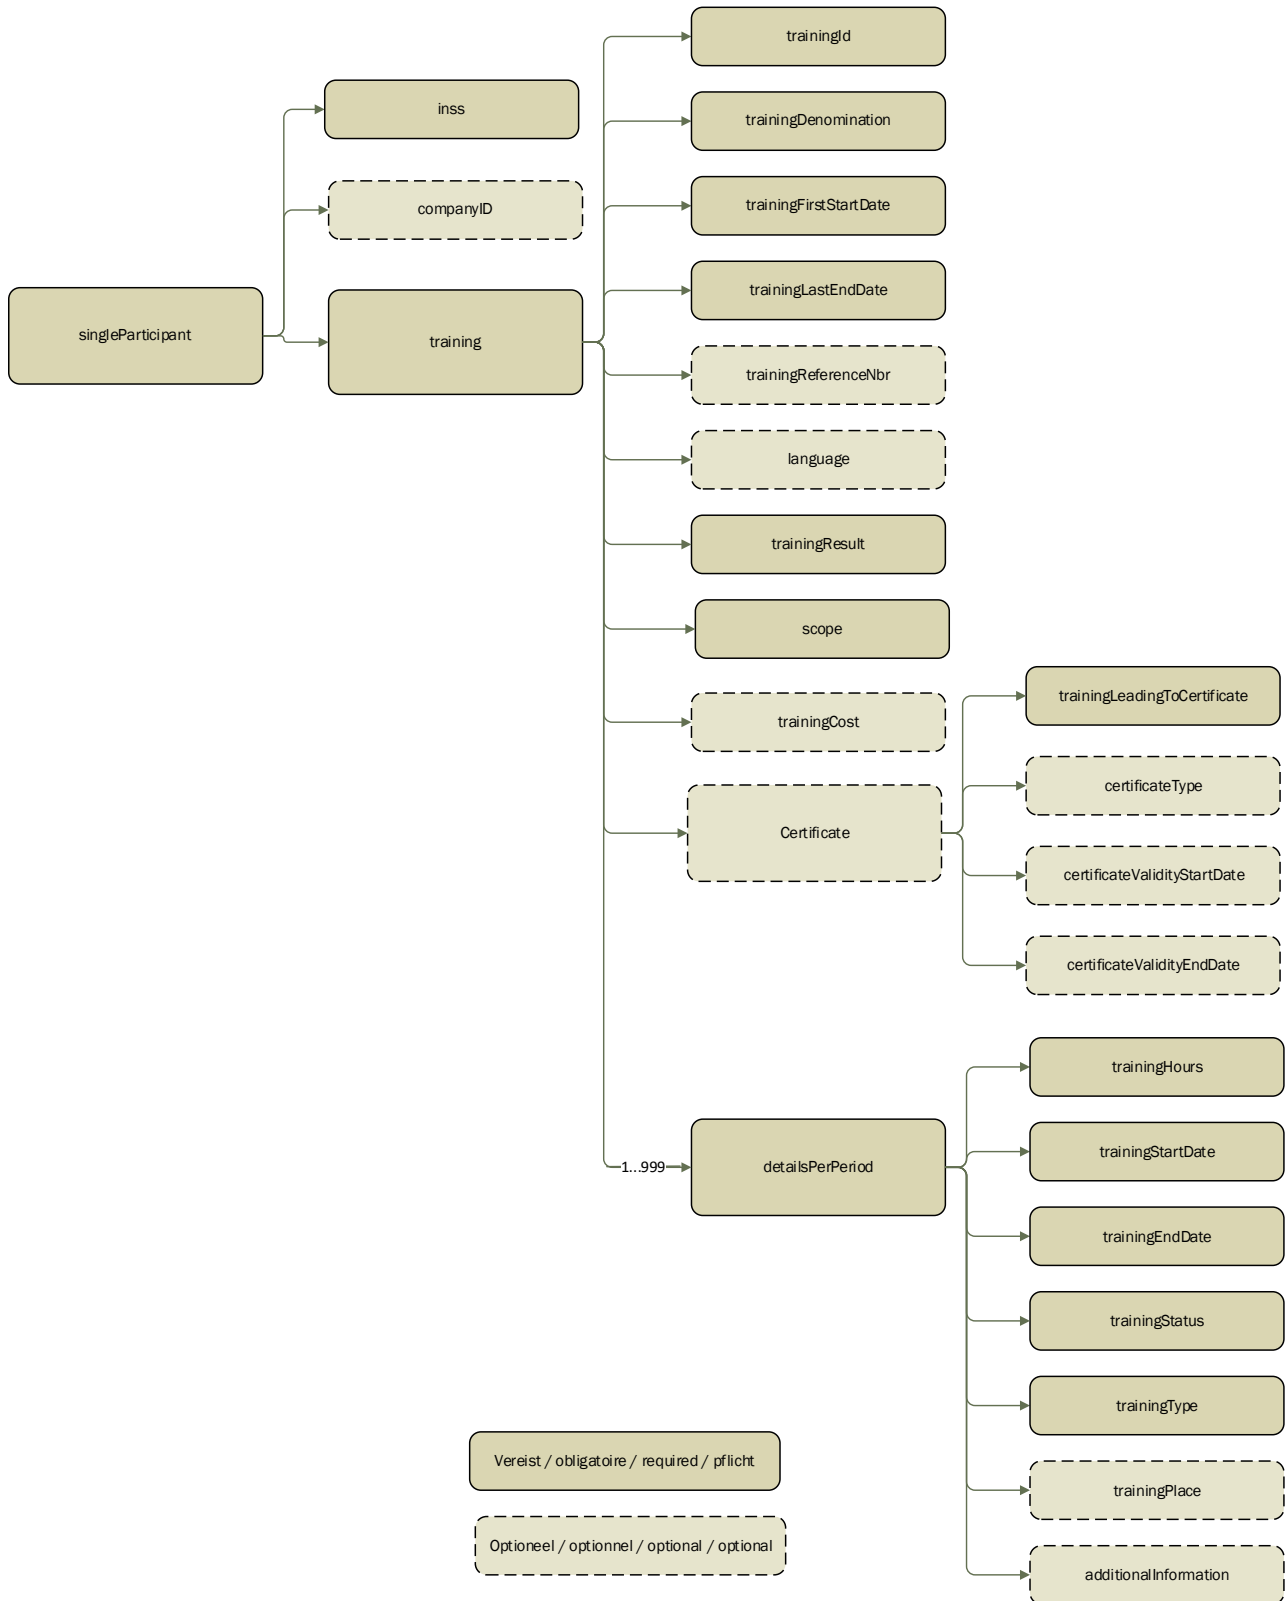 trainingId
inss
trainingDenomination
companyID
trainingFirstStartDate
trainingLastEndDate
singleParticipant
training
trainingReferenceNbr
language
trainingResult
scope
trainingLeadingToCertificate
trainingCost
certificateType
Certificate
certificateValidityStartDate
certificateValidityEndDate
trainingHours
trainingStartDate
1...999
detailsPerPeriod
trainingEndDate
trainingStatus
trainingType
Vereist / obligatoire / required / pflicht
trainingPlace
Optioneel / optionnel / optional / optional
additionalInformation